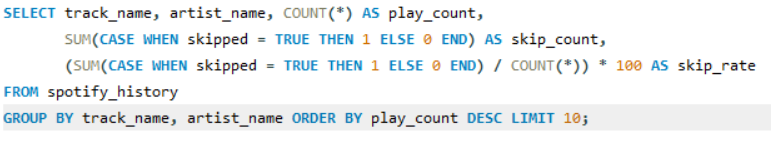 SELECT track_name, artist_name, COUNT(*) AS play_count,
SUM(CASE WHEN skipped = TRUE THEN 1 ELSE 0 END) AS skip_count,
(SUM(CASE WHEN skipped = TRUE THEN 1 ELSE 0 END) / COUNT(*)) * 100 AS skip_rate
FROM spotify_history
GROUP BY track_name, artist_name ORDER BY play_count DESC LIMIT 10;